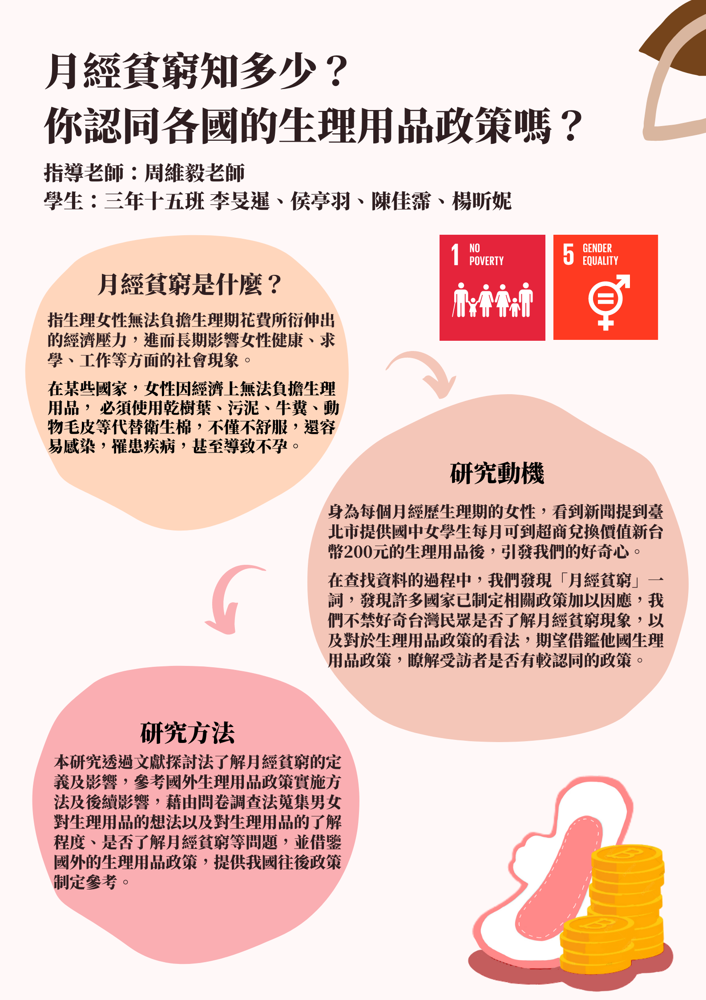 月經貧窮知多少？
你認同各國的生理用品政策嗎？
指導老師：周維毅老師
學生：三年十五班 李旻暹、侯亭羽、陳佳霈、楊昕妮
1 NO
POVERTY
5 GENDER
EQUALITY
月經貧窮是什麼？
指生理女性無法負擔生理期花費所衍伸出
的經濟壓力，進而長期影響女性健康、求
學、工作等方面的社會現象。
在某些國家，女性因經濟上無法負擔生理
用品， 必須使用乾樹葉、污泥、牛糞、動
物毛皮等代替衛生棉，不僅不舒服，還容
易感染，罹患疾病，甚至導致不孕。
研究動機
身為每個月經歷生理期的女性，看到新聞提到臺
北市提供國中女學生每月可到超商兌換價值新台
幣200元的生理用品後，引發我們的好奇心。
在查找資料的過程中，我們發現「月經貧窮」一
詞，發現許多國家已制定相關政策加以因應，我
們不禁好奇台灣民眾是否了解月經貧窮現象，以
及對於生理用品政策的看法，期望借鑑他國生理
用品政策，瞭解受訪者是否有較認同的政策。
研究方法
本研究透過文獻探討法了解月經貧窮的定
義及影響，參考國外生理用品政策實施方
法及後續影響，藉由問卷調查法蒐集男女
對生理用品的想法以及對生理用品的了解
程度、是否了解月經貧窮等問題，並借鑒
國外的生理用品政策，提供我國往後政策
制定參考。